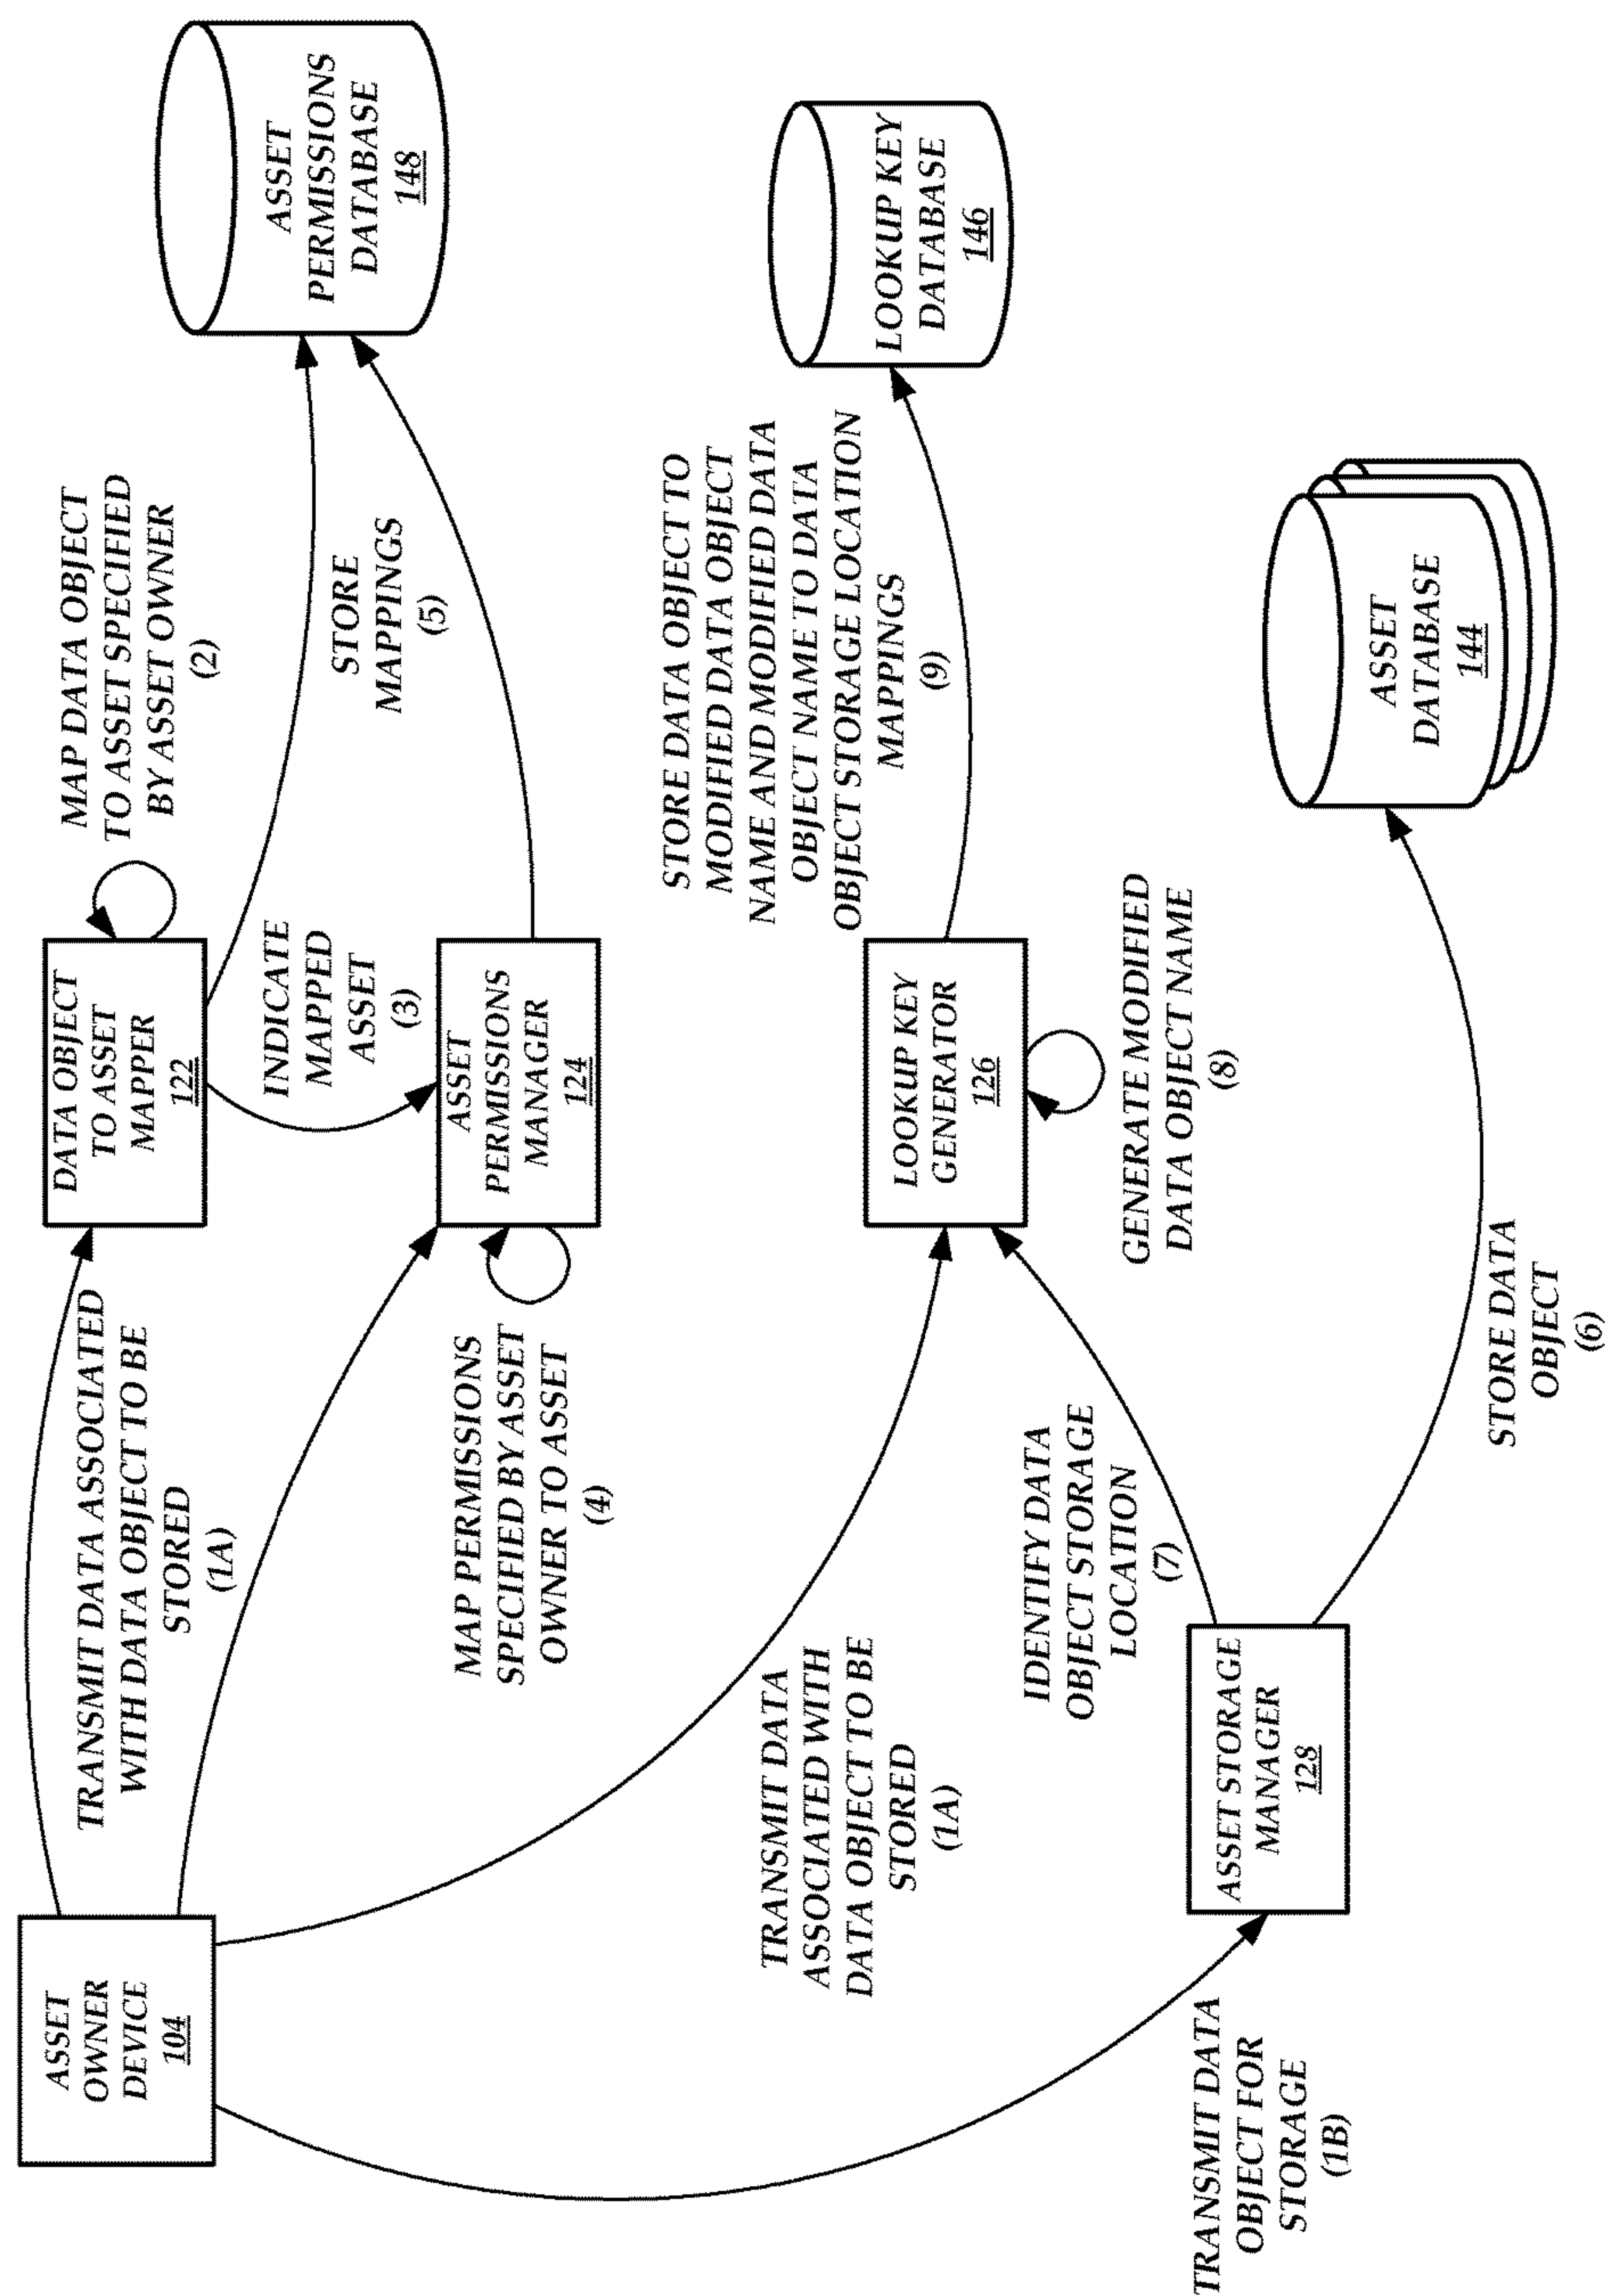 ASSET
OWNER
DEVICE
104
TRANSMIT DATA ASSOCIATED
WITH DATA OBJECT TO BE
STORED
(1A)
DATA OBJECT
TO ASSET
MAPPER
122
MAP DATA OBJECT
TO ASSET SPECIFIED
BY ASSET OWNER
(2)
INDICATE
MAPPED
ASSET
(3)
STORE
MAPPINGS
(5)
ASSET
PERMISSIONS
DATABASE
148
MAP PERMISSIONS
SPECIFIED BY ASSET
OWNER TO ASSET
(4)
ASSET
PERMISSIONS
MANAGER
124
TRANSMIT DATA
ASSOCIATED WITH
DATA OBJECT TO BE
STORED
(1A)
LOOKUP KEY
GENERATOR
126
STORE DATA OBJECT TO
MODIFIED DATA OBJECT
NAME AND MODIFIED DATA
OBJECT NAME TO DATA
OBJECT STORAGE LOCATION
MAPPINGS
(9)
LOOKUP KEY
DATABASE
146
IDENTIFY DATA
OBJECT STORAGE
LOCATION
(7)
GENERATE MODIFIED
DATA OBJECT NAME
(8)
TRANSMIT DATA
OBJECT FOR
STORAGE
(1B)
ASSET STORAGE
MANAGER
128
STORE DATA
OBJECT
(6)
ASSET
DATABASE
144